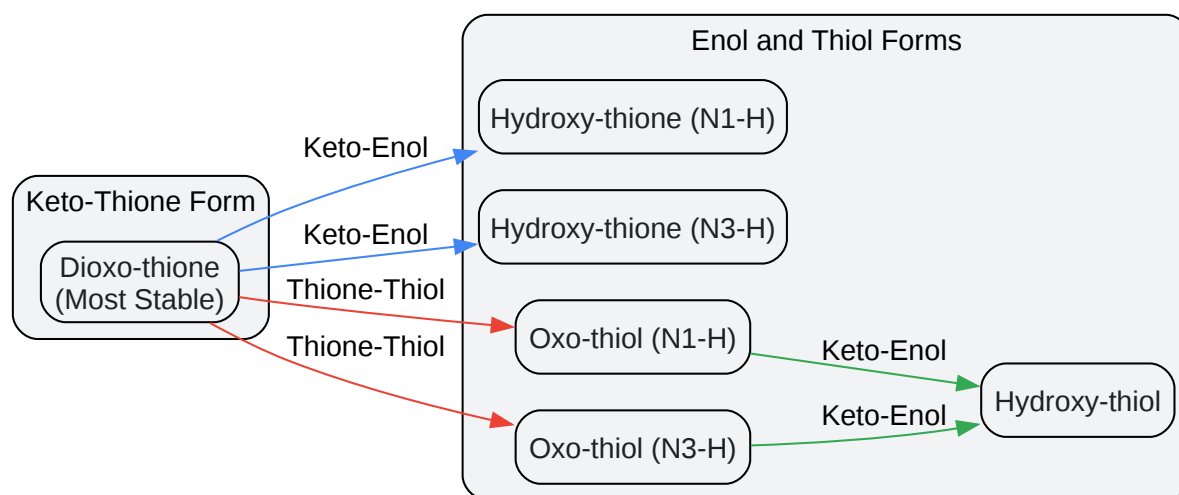 Enol and Thiol Forms
Hydroxy-thione (N1-H)
Keto-Enol
Keto-Thione Form
Hydroxy-thione (N3-H)
Keto-Enol
Dioxo-thione
(Most Stable)
Thione-Thiol
Oxo-thiol (N1-H)
Thione-Thiol
Keto-Enol
Hydroxy-thiol
Keto-Enol
Oxo-thiol (N3-H)